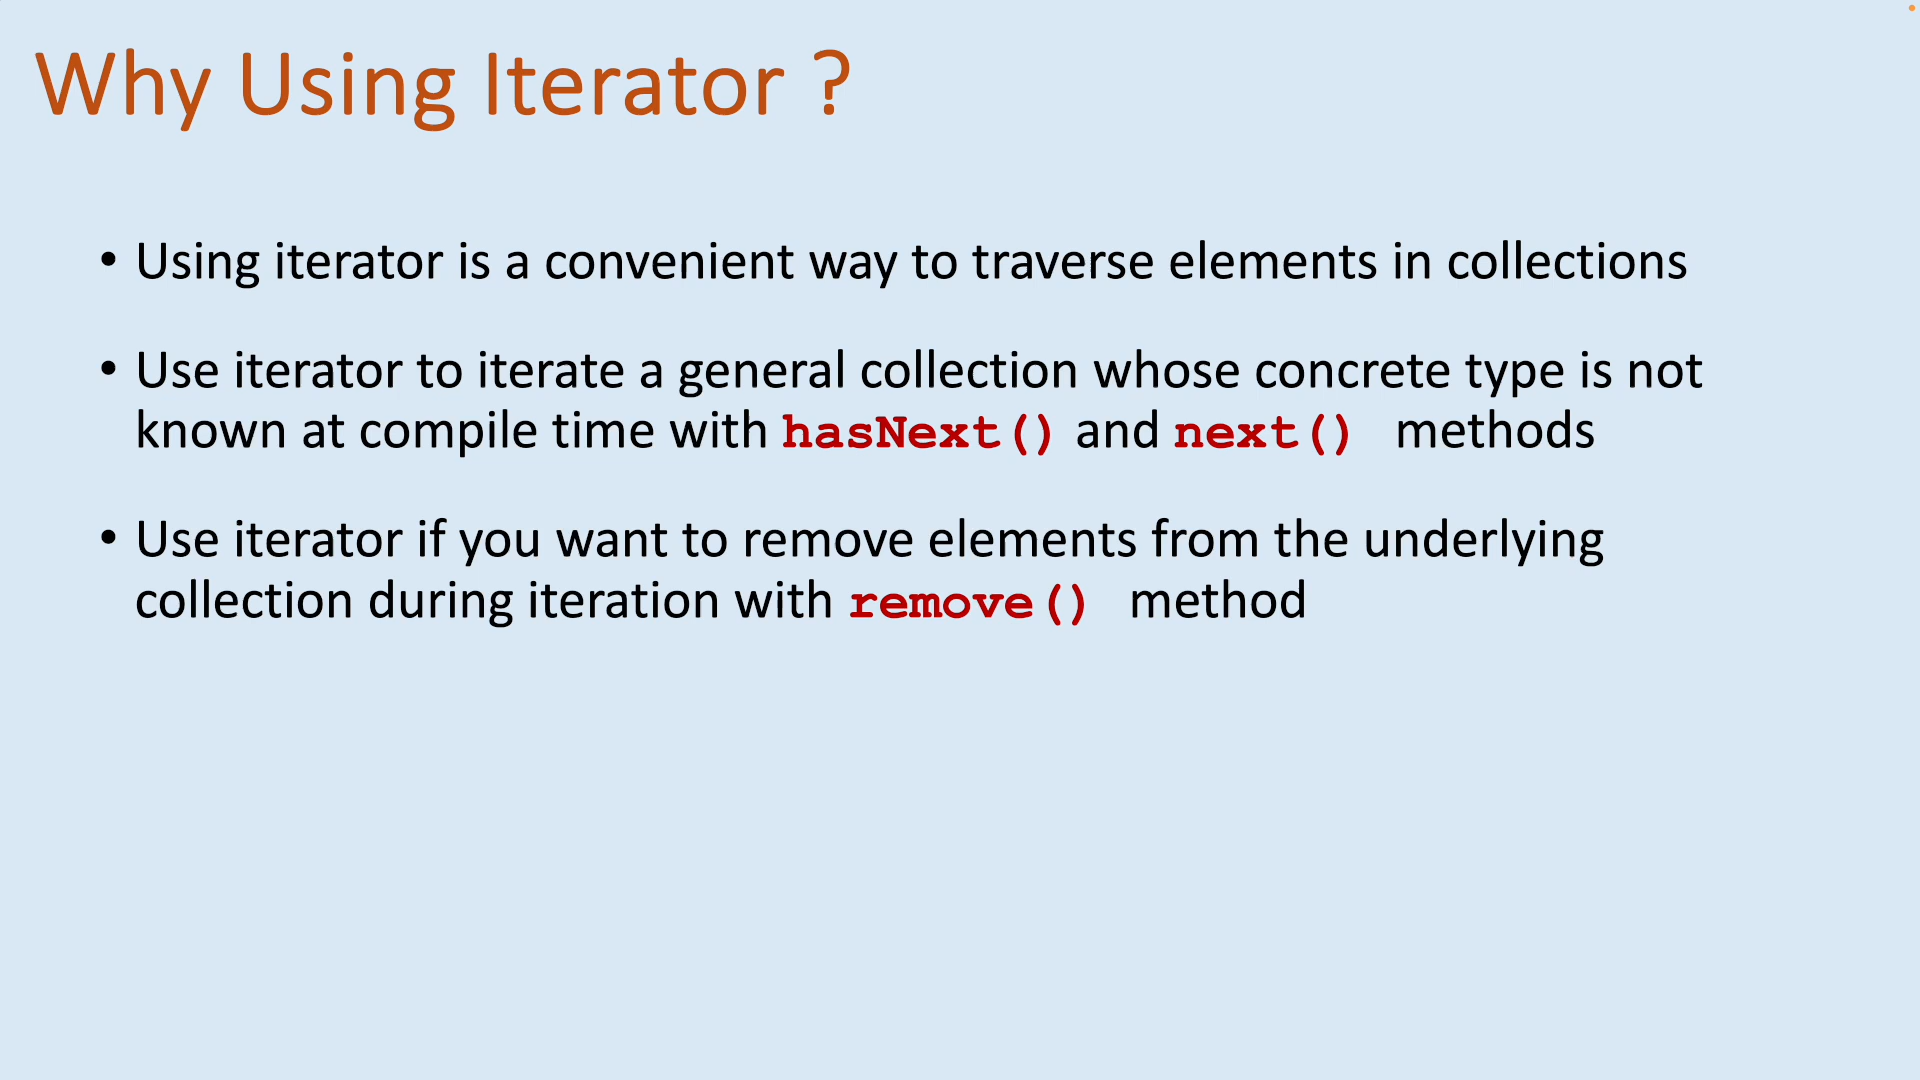 Why Using Iterator ?
• Using iterator is a convenient way to traverse elements in collections
• Use iterator to iterate a general collection whose concrete type is not
known at compile time with hasNext() and next() methods
• Use iterator if you want to remove elements from the underlying
collection during iteration with remove() method